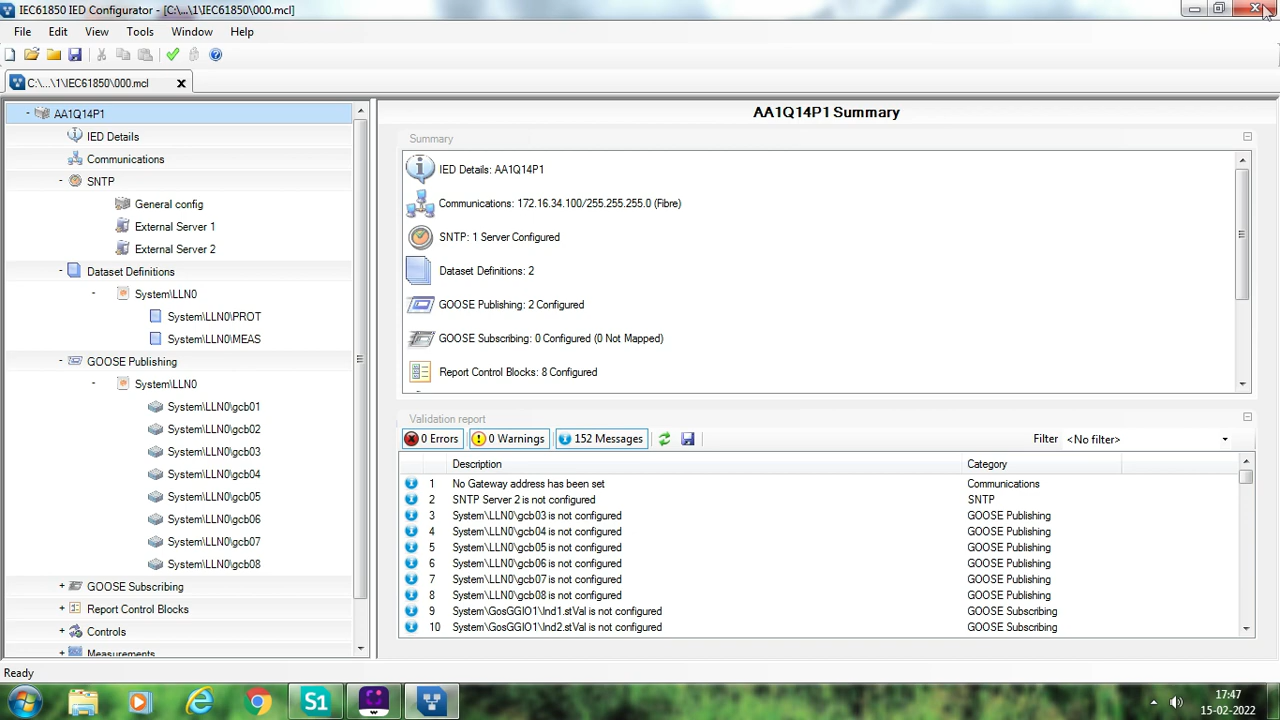 IEC61850 IED Configurator - [C:\...\1\IEC61850\000.mcl]
File Edit View Tools Window Help
C:\...\1\IEC61850\000.mcl
AA1Q14P1
IED Details
Communications
SNTP
General config
External Server 1
External Server 2
Dataset Definitions
System\LLN0
System\LLN0\PROT
System\LLN0\MEAS
GOOSE Publishing
System\LLN0
System\LLN0\gcb01
System\LLN0\gcb02
System\LLN0\gcb03
System\LLN0\gcb04
System\LLN0\gcb05
System\LLN0\gcb06
System\LLN0\gcb07
System\LLN0\gcb08
GOOSE Subscribing
Report Control Blocks
Controls
Measurements
AA1Q14P1 Summary
Summary
IED Details: AA1Q14P1
Communications: 172.16.34.100/255.255.255.0 (Fibre)
SNTP: 1 Server Configured
Dataset Definitions: 2
GOOSE Publishing: 2 Configured
GOOSE Subscribing: 0 Configured (0 Not Mapped)
Report Control Blocks: 8 Configured
Validation report
0 Errors 0 Warnings 152 Messages Filter <No filter>
Description Category
1 No Gateway address has been set Communications
2 SNTP Server 2 is not configured SNTP
3 System\LLN0\gcb03 is not configured GOOSE Publishing
4 System\LLN0\gcb04 is not configured GOOSE Publishing
5 System\LLN0\gcb05 is not configured GOOSE Publishing
6 System\LLN0\gcb06 is not configured GOOSE Publishing
7 System\LLN0\gcb07 is not configured GOOSE Publishing
8 System\LLN0\gcb08 is not configured GOOSE Publishing
9 System\GosGGIO1\Ind1.stVal is not configured GOOSE Subscribing
10 System\GosGGIO1\Ind2.stVal is not configured GOOSE Subscribing
Ready
S1
17:47
15-02-2022